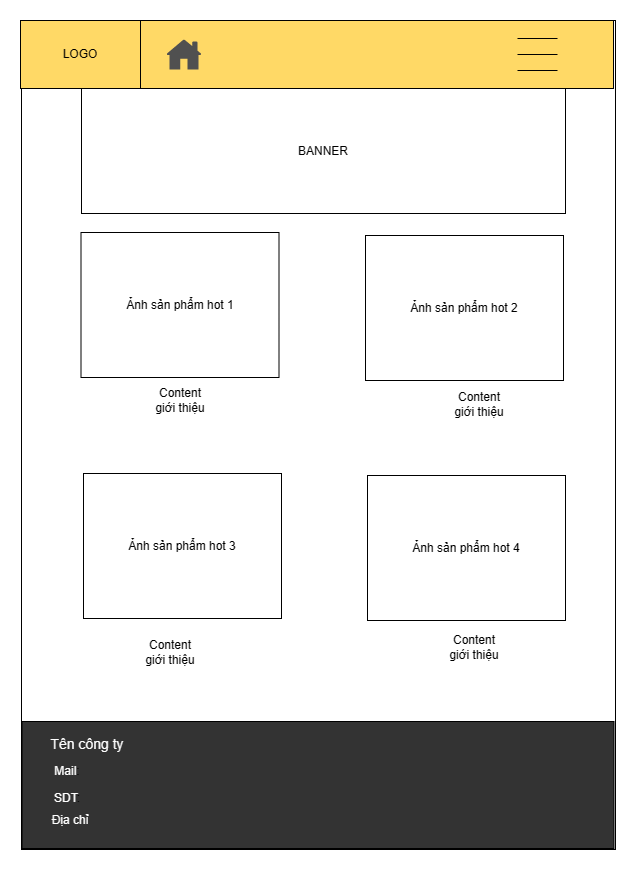 LOGO
BANNER
Ảnh sản phẩm hot 1
Ảnh sản phẩm hot 2
Content
giới thiệu
Content
giới thiệu
Ảnh sản phẩm hot 3
Ảnh sản phẩm hot 4
Content
giới thiệu
Content
giới thiệu
Tên công ty
Mail
SDT
Địa chỉ